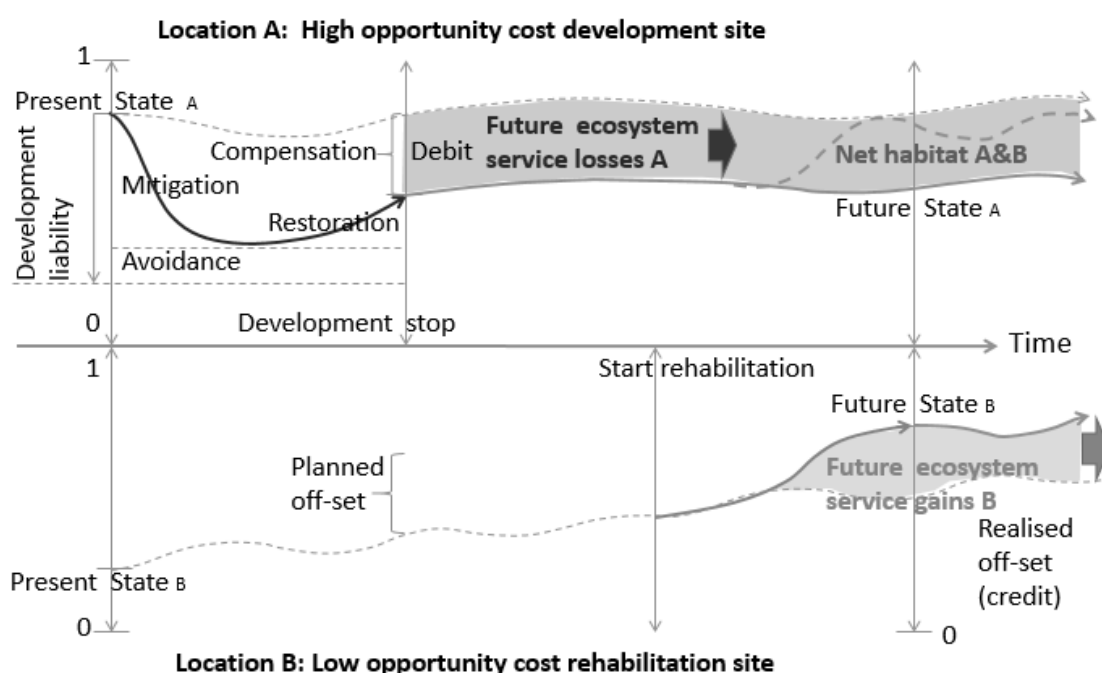 Location A:  High opportunity cost development site
1
Present State A
Compensation
Debit
Future ecosystem
service losses A
Net habitat A&B
Development
liability
Mitigation
Restoration
Future State A
Avoidance
0
Development stop
Time
1
Start rehabilitation
Future State B
Planned
off-set
Future ecosystem
service gains B
Realised
off-set
(credit)
Present State B
0
0
Location B: Low opportunity cost rehabilitation site